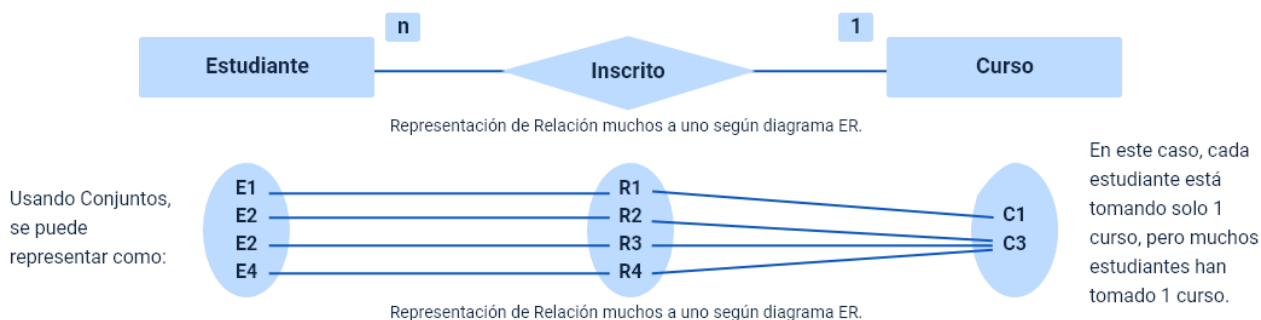 n
1
Estudiante
Inscrito
Curso
Representación de Relación muchos a uno según diagrama ER.
Usando Conjuntos,
se puede
representar como:
E1
E2
E2
E4
R1
R2
R3
R4
C1
C3
En este caso, cada
estudiante está
tomando solo 1
curso, pero muchos
estudiantes han
tomado 1 curso.
Representación de Relación muchos a uno según diagrama ER.